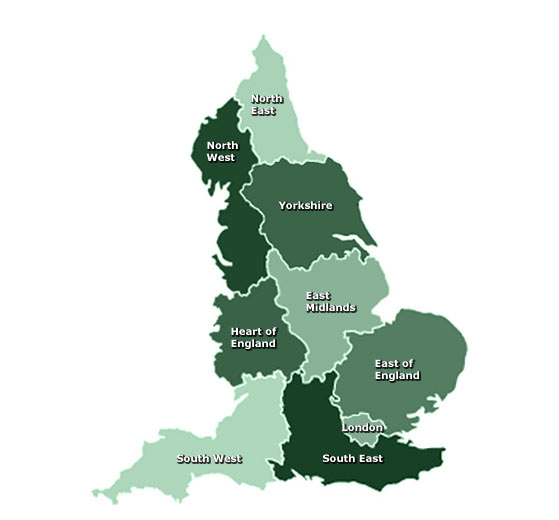 North
East
North
West
Yorkshire
East
Midlands
Heart of
England
East of
England
London
South West
South East